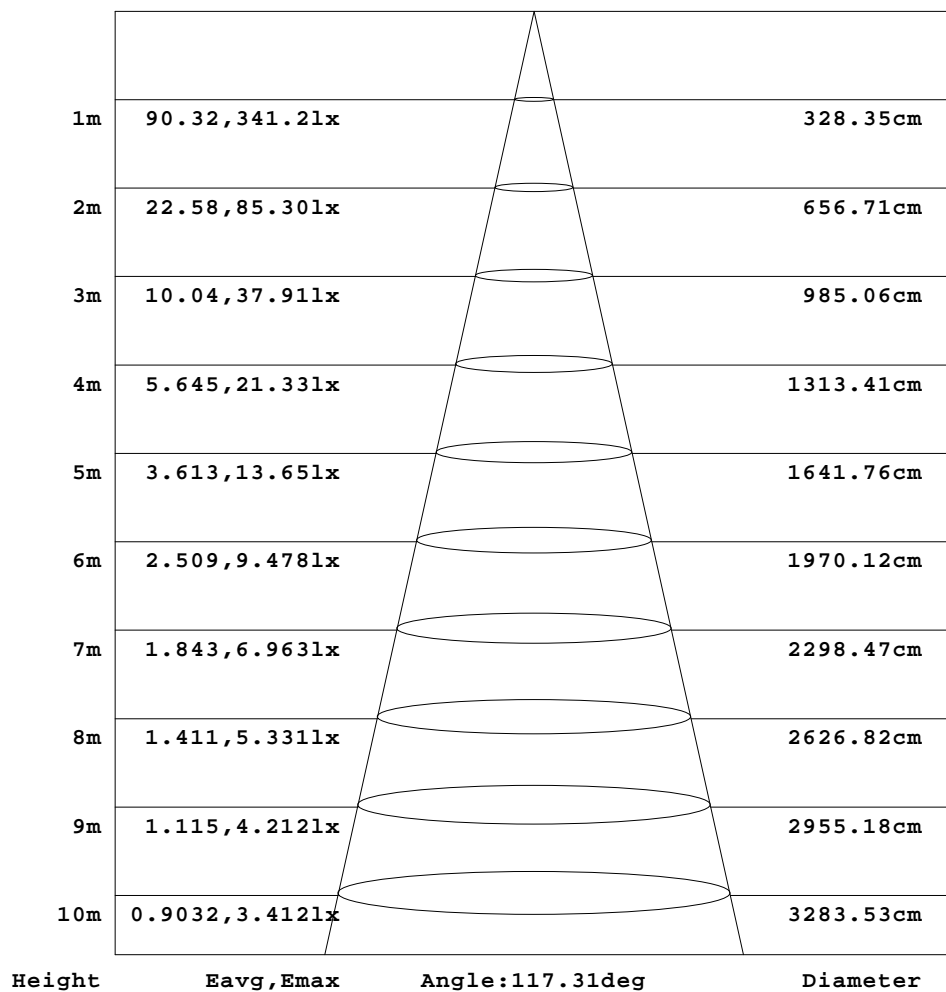 1m 90.32,341.2lx 328.35cm
2m 22.58,85.30lx 656.71cm
3m 10.04,37.91lx 985.06cm
4m 5.645,21.33lx 1313.41cm
5m 3.613,13.65lx 1641.76cm
6m 2.509,9.478lx 1970.12cm
7m 1.843,6.963lx 2298.47cm
8m 1.411,5.331lx 2626.82cm
9m 1.115,4.212lx 2955.18cm
10m 0.9032,3.412lx 3283.53cm
Height Eavg,Emax Angle:117.31deg Diameter